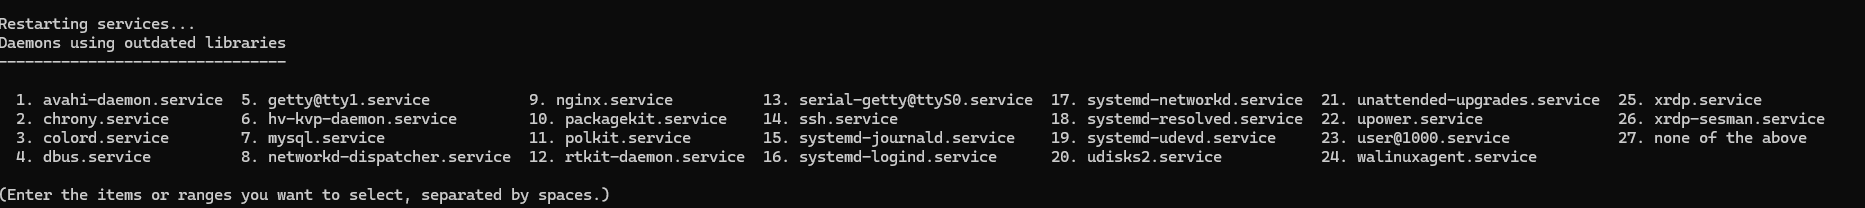 Restarting services...
Daemons using outdated libraries
--------------------------------
1. avahi-daemon.service 5. getty@tty1.service 9. nginx.service 13. serial-getty@ttyS0.service 17. systemd-networkd.service 21. unattended-upgrades.service 25. xrdp.service
2. chrony.service 6. hv-kvp-daemon.service 10. packagekit.service 14. ssh.service 18. systemd-resolved.service 22. upower.service 26. xrdp-sesman.service
3. colord.service 7. mysql.service 11. polkit.service 15. systemd-journald.service 19. systemd-udevd.service 23. user@1000.service 27. none of the above
4. dbus.service 8. networkd-dispatcher.service 12. rtkit-daemon.service 16. systemd-logind.service 20. udisks2.service 24. walinuxagent.service
(Enter the items or ranges you want to select, separated by spaces.)